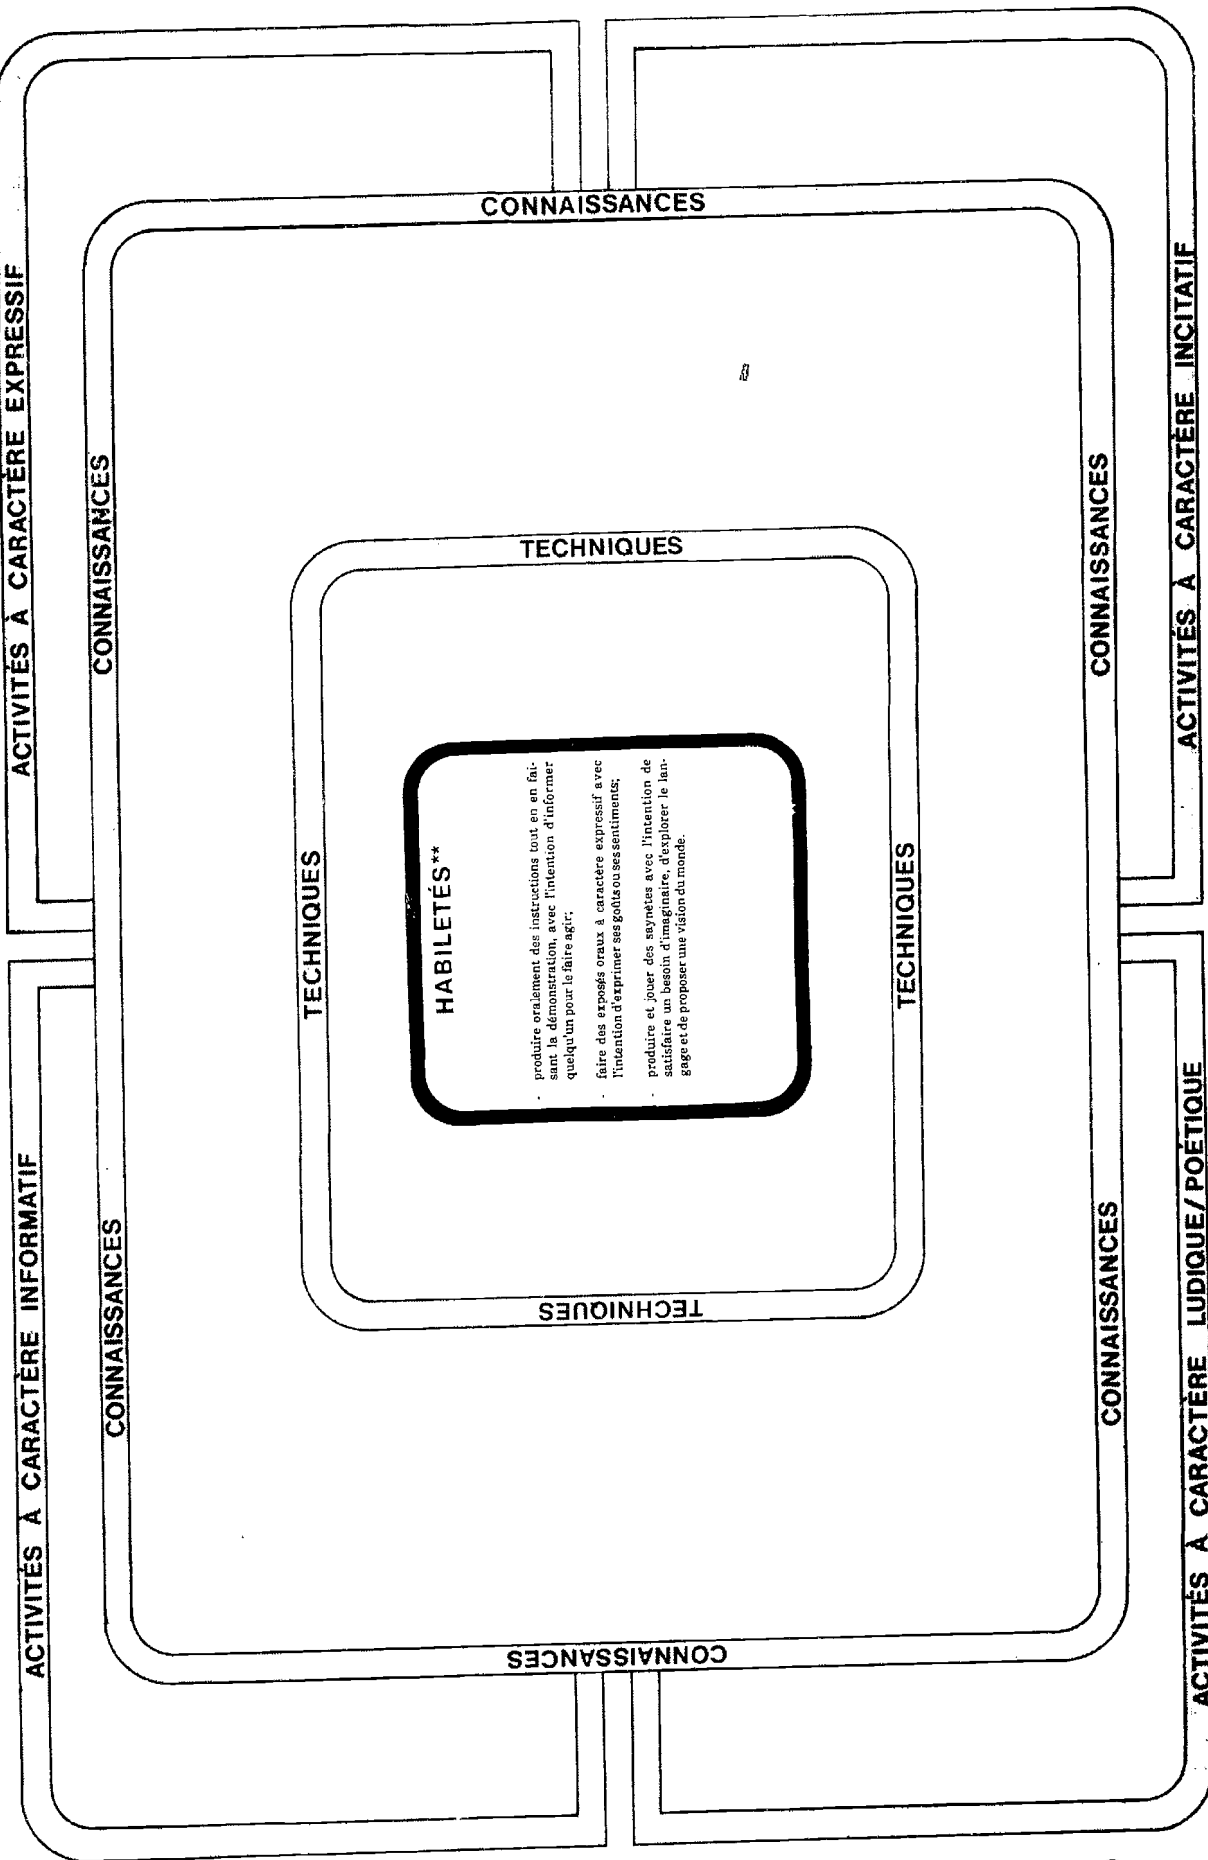 ACTIVITÉS À CARACTÈRE INFORMATIF
ACTIVITÉS À CARACTÈRE EXPRESSIF
CONNAISSANCES
CONNAISSANCES
CONNAISSANCES
CONNAISSANCES
TECHNIQUES
TECHNIQUES
TECHNIQUES
HABILETÉS**
- produire oralement des instructions tout en en fai-
sant la démonstration, avec l'intention d'informer
quelqu'un pour le faire agir;
- faire des exposés oraux à caractère expressif avec
l'intention d'exprimer ses goûts ou ses sentiments;
- produire et jouer des saynètes avec l'intention de
satisfaire un besoin d'imaginaire, d'explorer le lan-
gage et de proposer une vision du monde.
TECHNIQUES
CONNAISSANCES
CONNAISSANCES
ACTIVITÉS À CARACTÈRE LUDIQUE/POÉTIQUE
ACTIVITÉS À CARACTÈRE INCITATIF